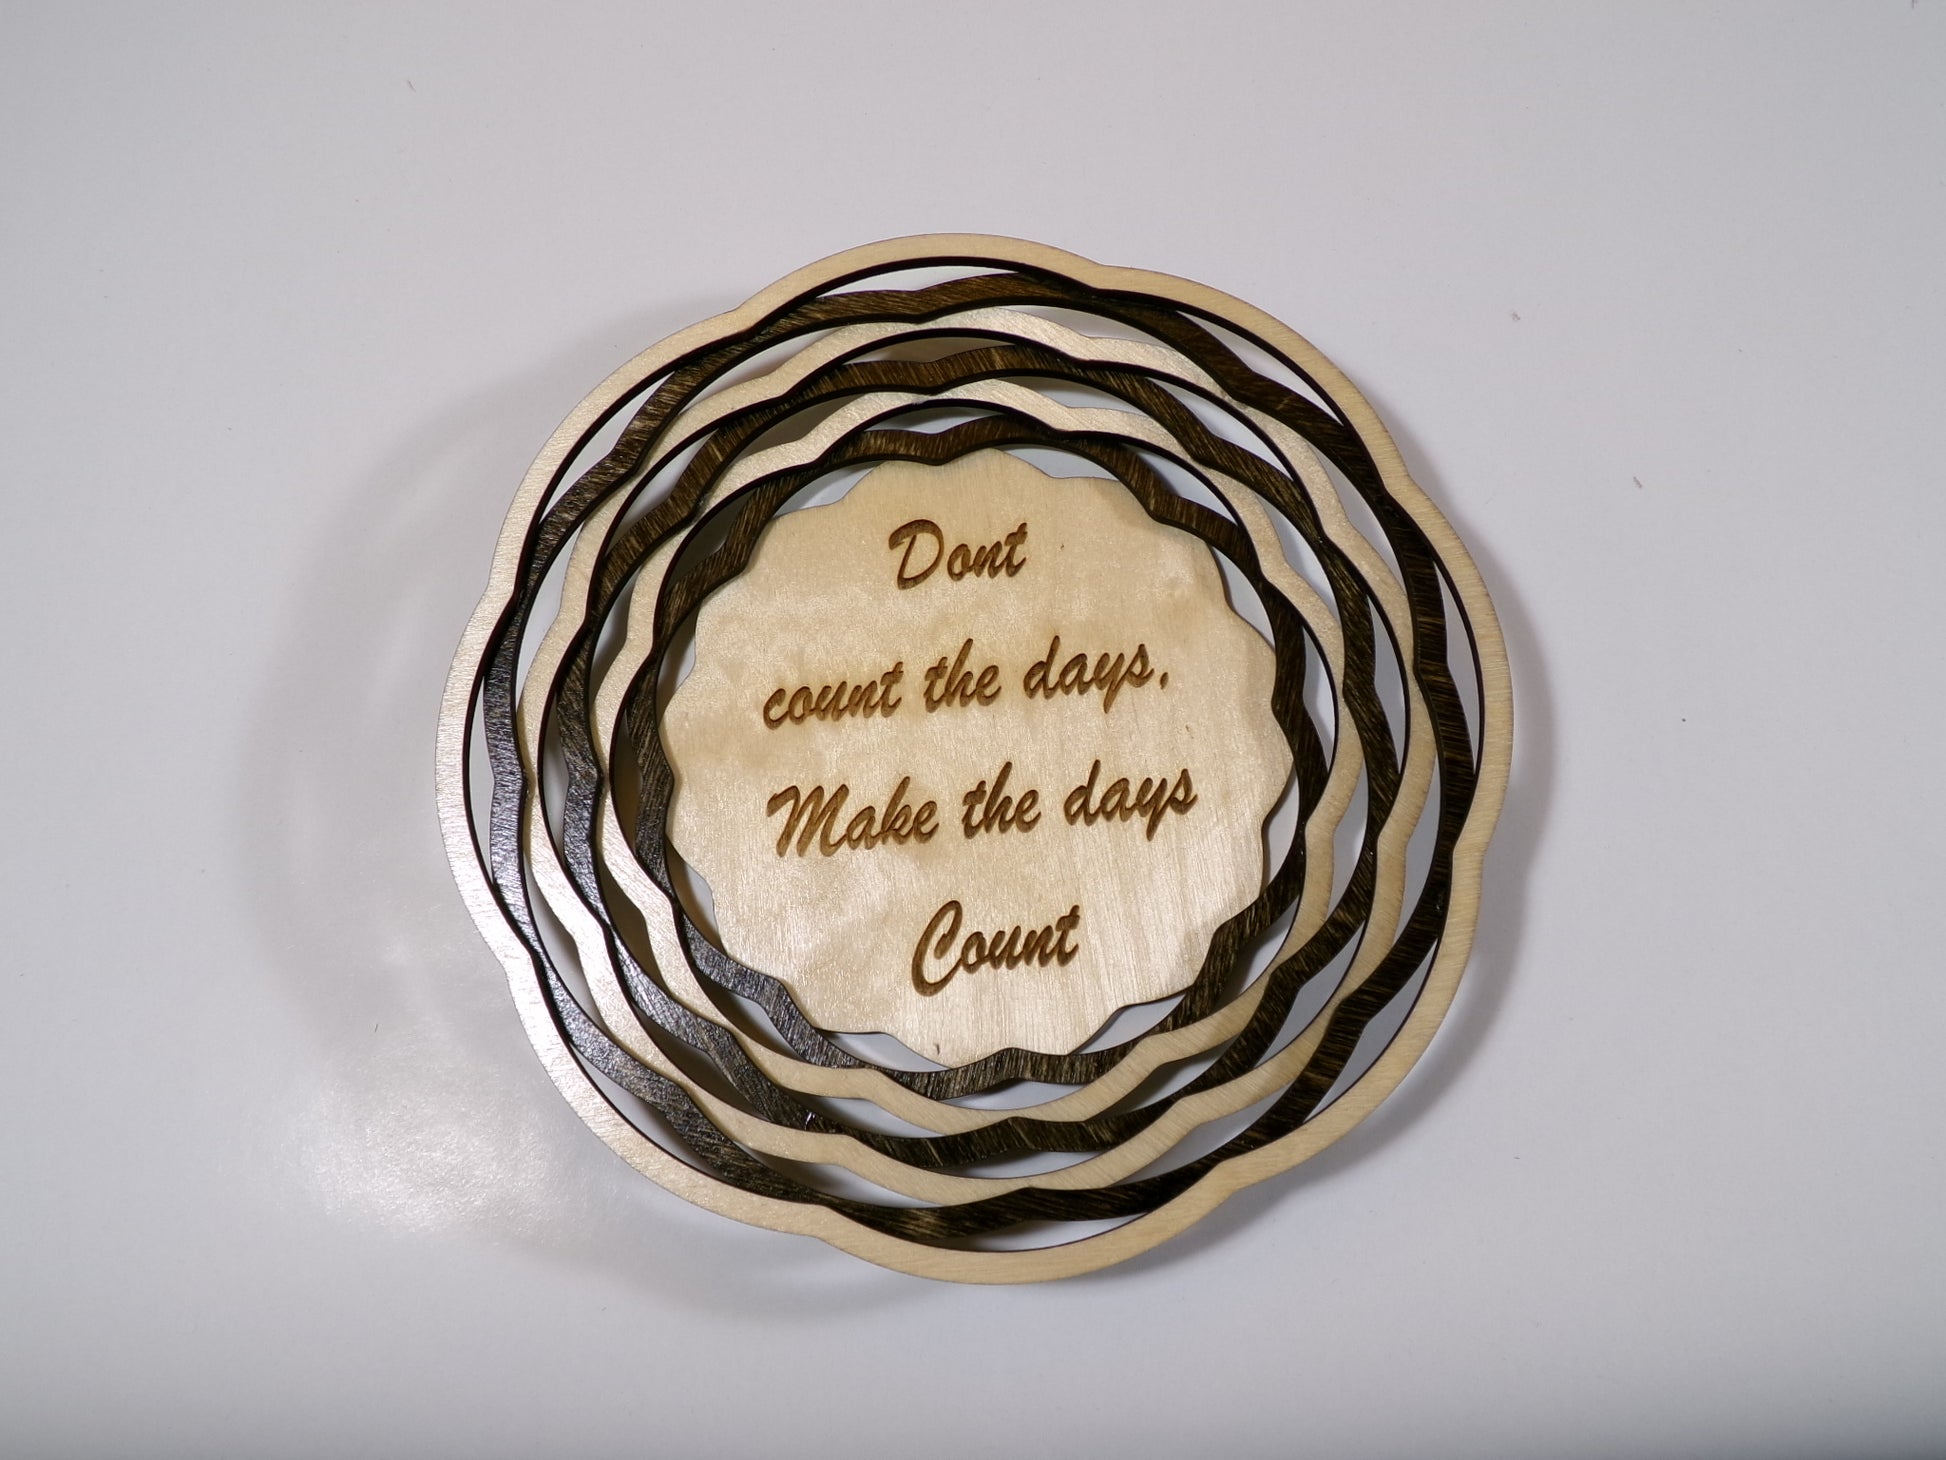 Dont
count the days,
Make the days
Count